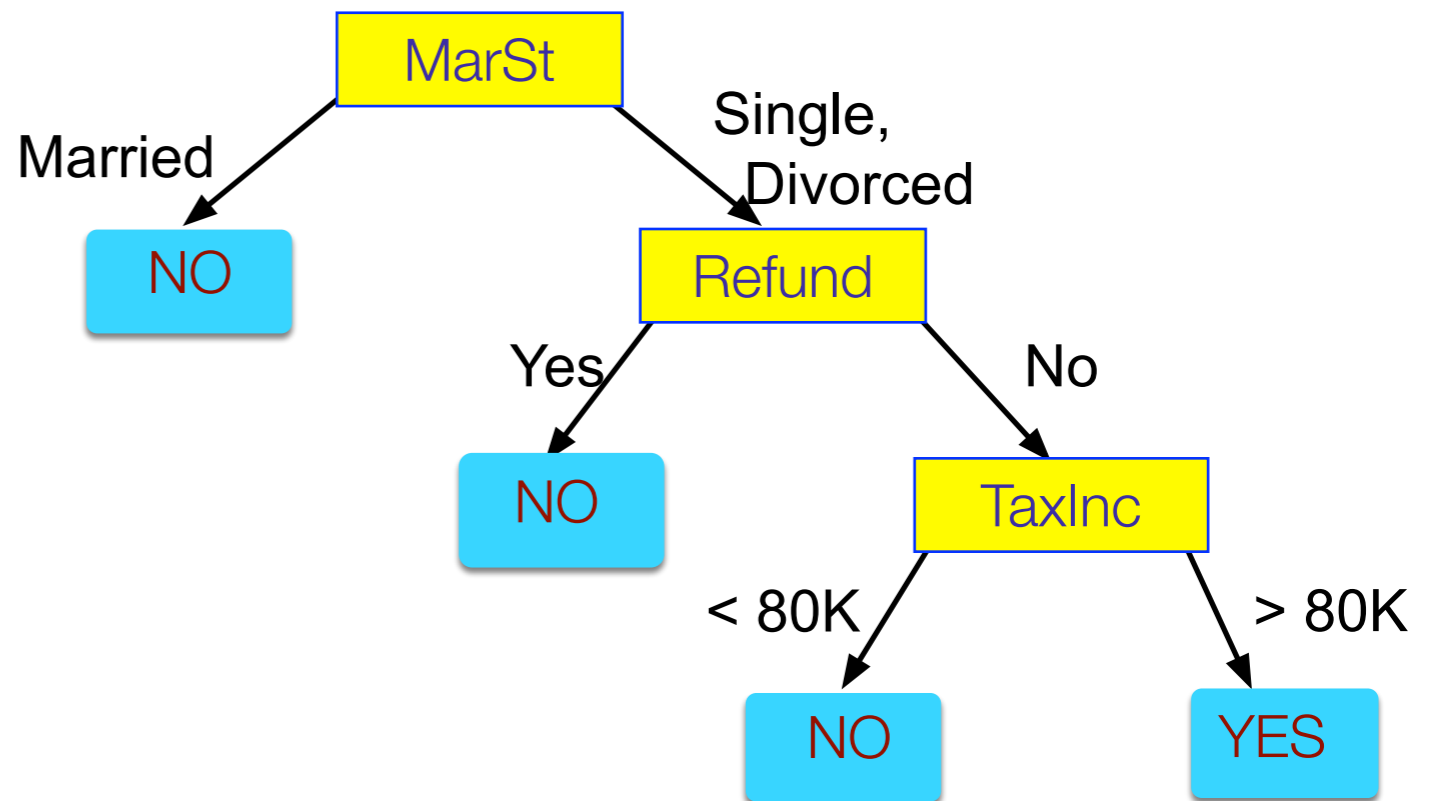 MarSt
Married
Single,
Divorced
NO
Refund
Yes
No
NO
TaxInc
< 80K
> 80K
NO
YES